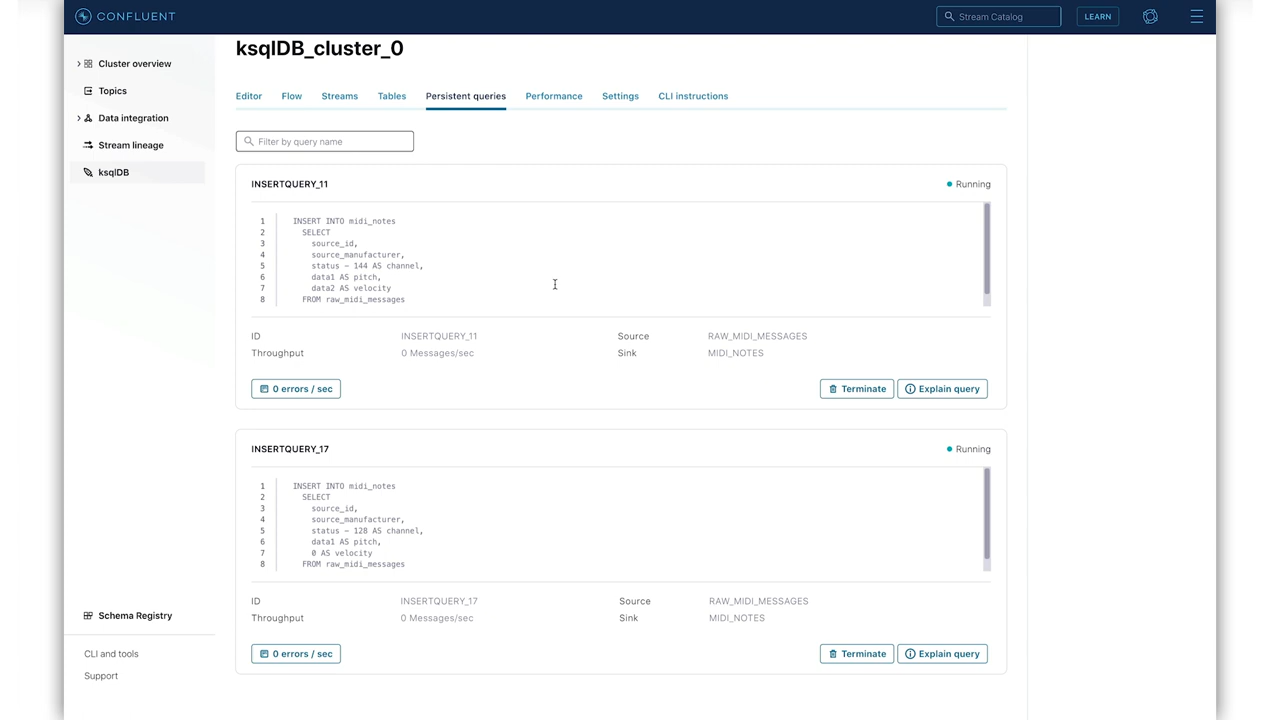 CONFLUENT
Stream Catalog
LEARN
Cluster overview
Topics
Data integration
Stream lineage
ksqlDB
Schema Registry
CLI and tools
Support
ksqlDB_cluster_0
Editor Flow Streams Tables Persistent queries Performance Settings CLI instructions
Filter by query name
INSERTQUERY_11 Running
1 INSERT INTO midi_notes
2 SELECT
3 source_id,
4 source_manufacturer,
5 status - 144 AS channel,
6 data1 AS pitch,
7 data2 AS velocity
8 FROM raw_midi_messages
ID INSERTQUERY_11 Source RAW_MIDI_MESSAGES
Throughput 0 Messages/sec Sink MIDI_NOTES
0 errors / sec Terminate Explain query
INSERTQUERY_17 Running
1 INSERT INTO midi_notes
2 SELECT
3 source_id,
4 source_manufacturer,
5 status - 128 AS channel,
6 data1 AS pitch,
7 0 AS velocity
8 FROM raw_midi_messages
ID INSERTQUERY_17 Source RAW_MIDI_MESSAGES
Throughput 0 Messages/sec Sink MIDI_NOTES
0 errors / sec Terminate Explain query